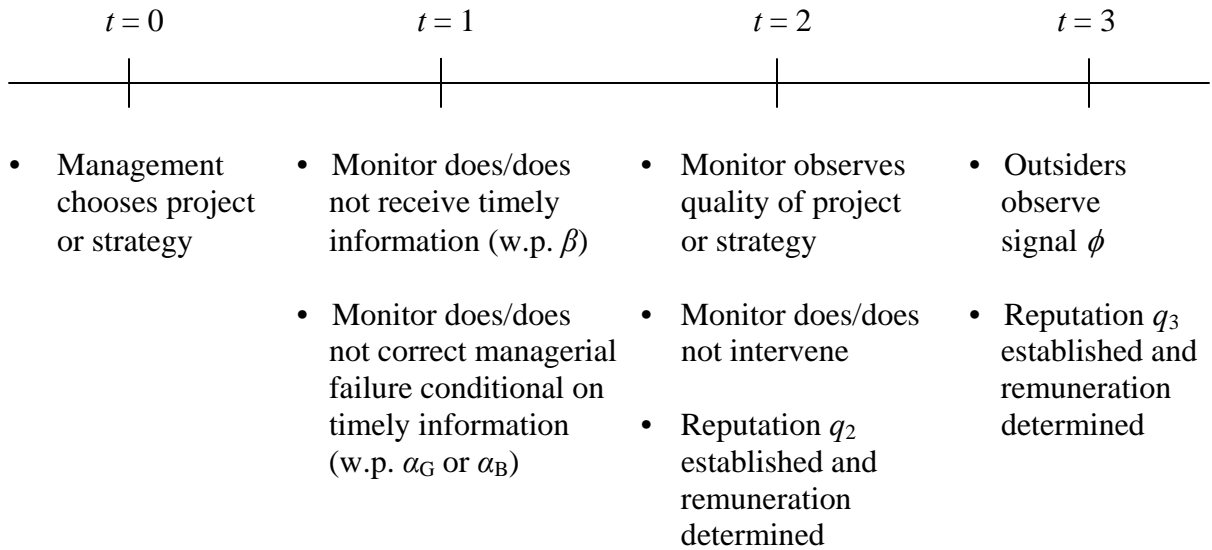 t = 0
t = 1
t = 2
t = 3
• Management
chooses project
or strategy
• Monitor does/does
not receive timely
information (w.p. β)
• Monitor does/does
not correct managerial
failure conditional on
timely information
(w.p. αG or αB)
• Monitor observes
quality of project
or strategy
• Monitor does/does
not intervene
• Reputation q2
established and
remuneration
determined
• Outsiders
observe
signal ϕ
• Reputation q3
established and
remuneration
determined